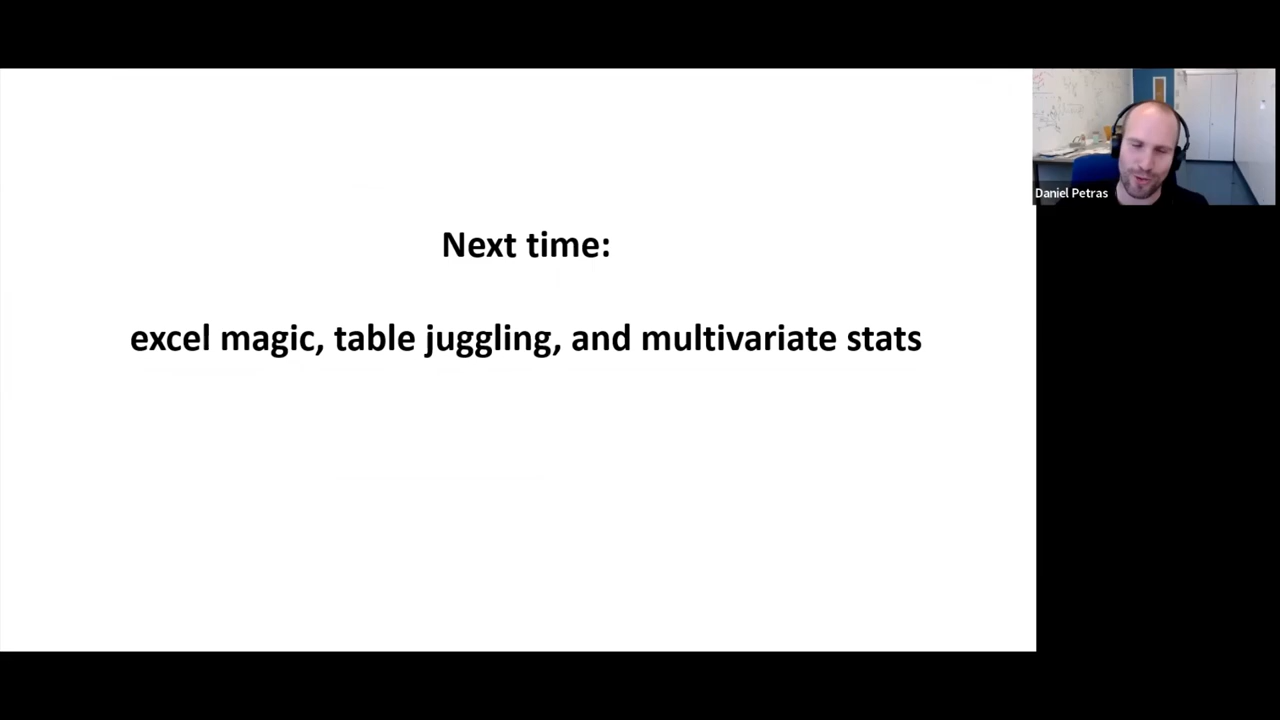 Next time:
excel magic, table juggling, and multivariate stats
Daniel Petras